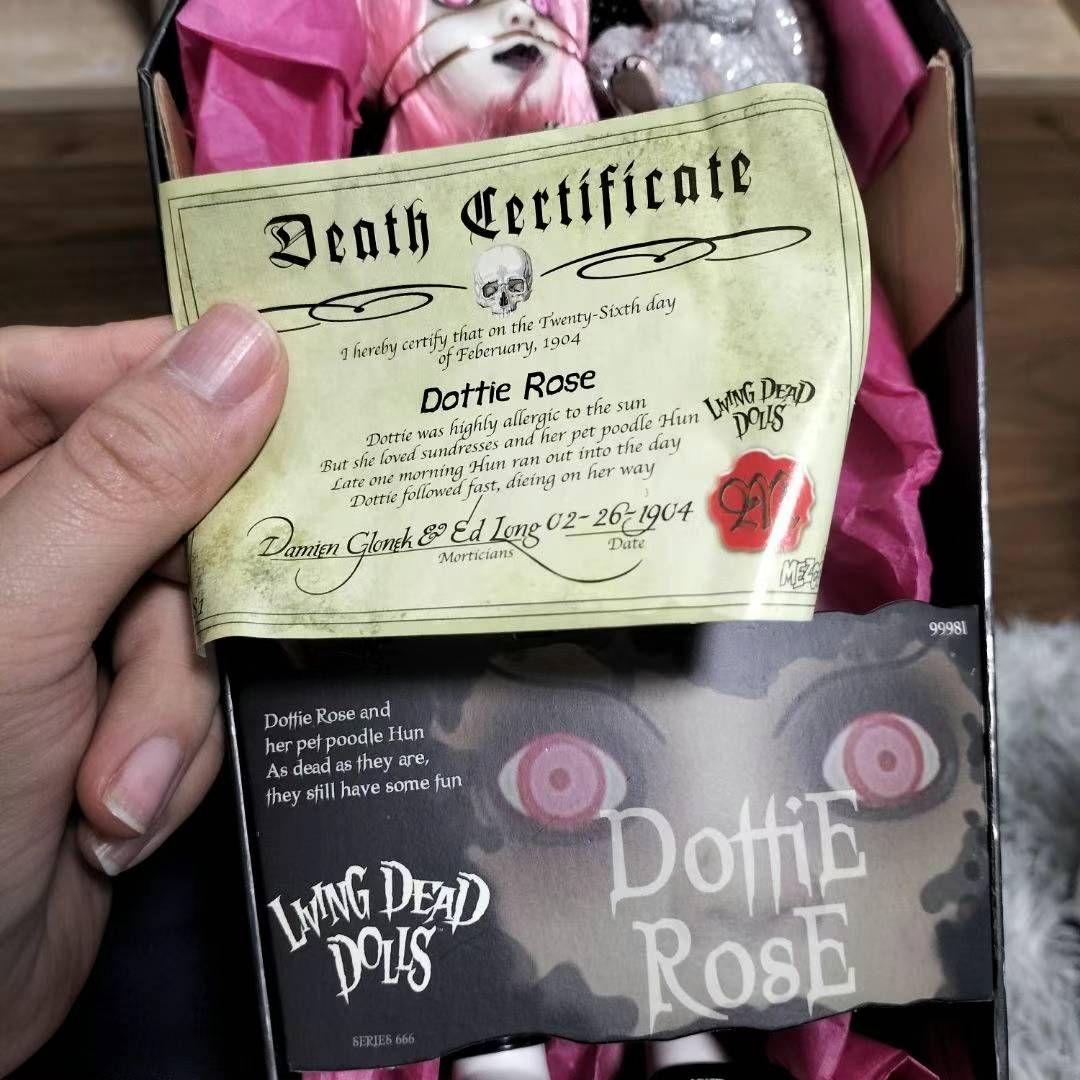 Death Certificate
I hereby certify that on the Twenty-Sixth day
of Feberuary, 1904
Dottie Rose
Dottie was highly allergic to the sun
But she loved sundresses and her pet poodle Hun
Late one morning Hun ran out into the day
Dottie followed fast, dieing on her way
LIVING DEAD
DOLLS
Damien Glonek & Ed Long 02-26-1904
Morticians Date
99981
Dottie Rose and
her pet poodle Hun
As dead as they are,
they still have some fun
DottiE
RosE
LIVING DEAD
DOLLS
SERIES 666